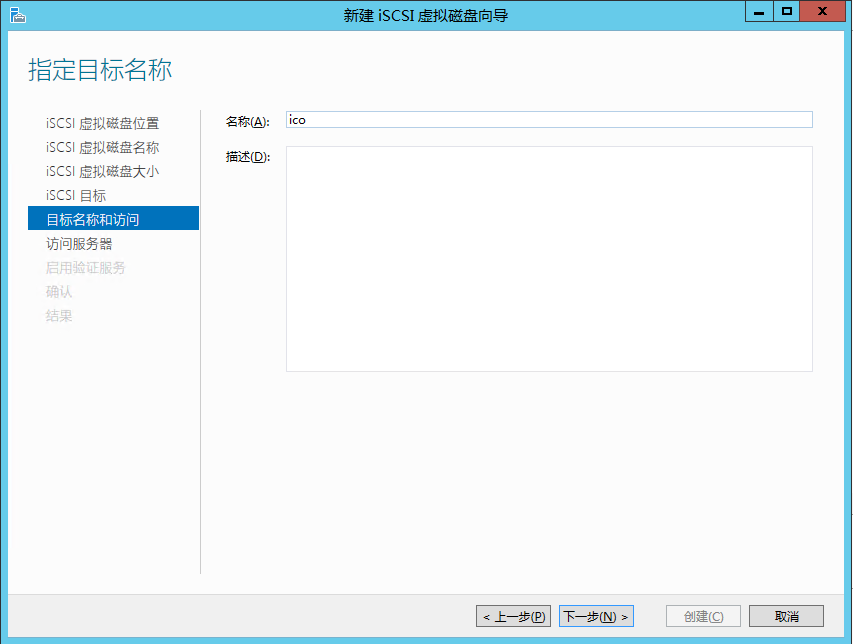 新建 iSCSI 虚拟磁盘向导
指定目标名称
iSCSI 虚拟磁盘位置
iSCSI 虚拟磁盘名称
iSCSI 虚拟磁盘大小
iSCSI 目标
目标名称和访问
访问服务器
启用验证服务
确认
结果
名称(A): ico
描述(D):
< 上一步(P) 下一步(N) > 创建(C) 取消